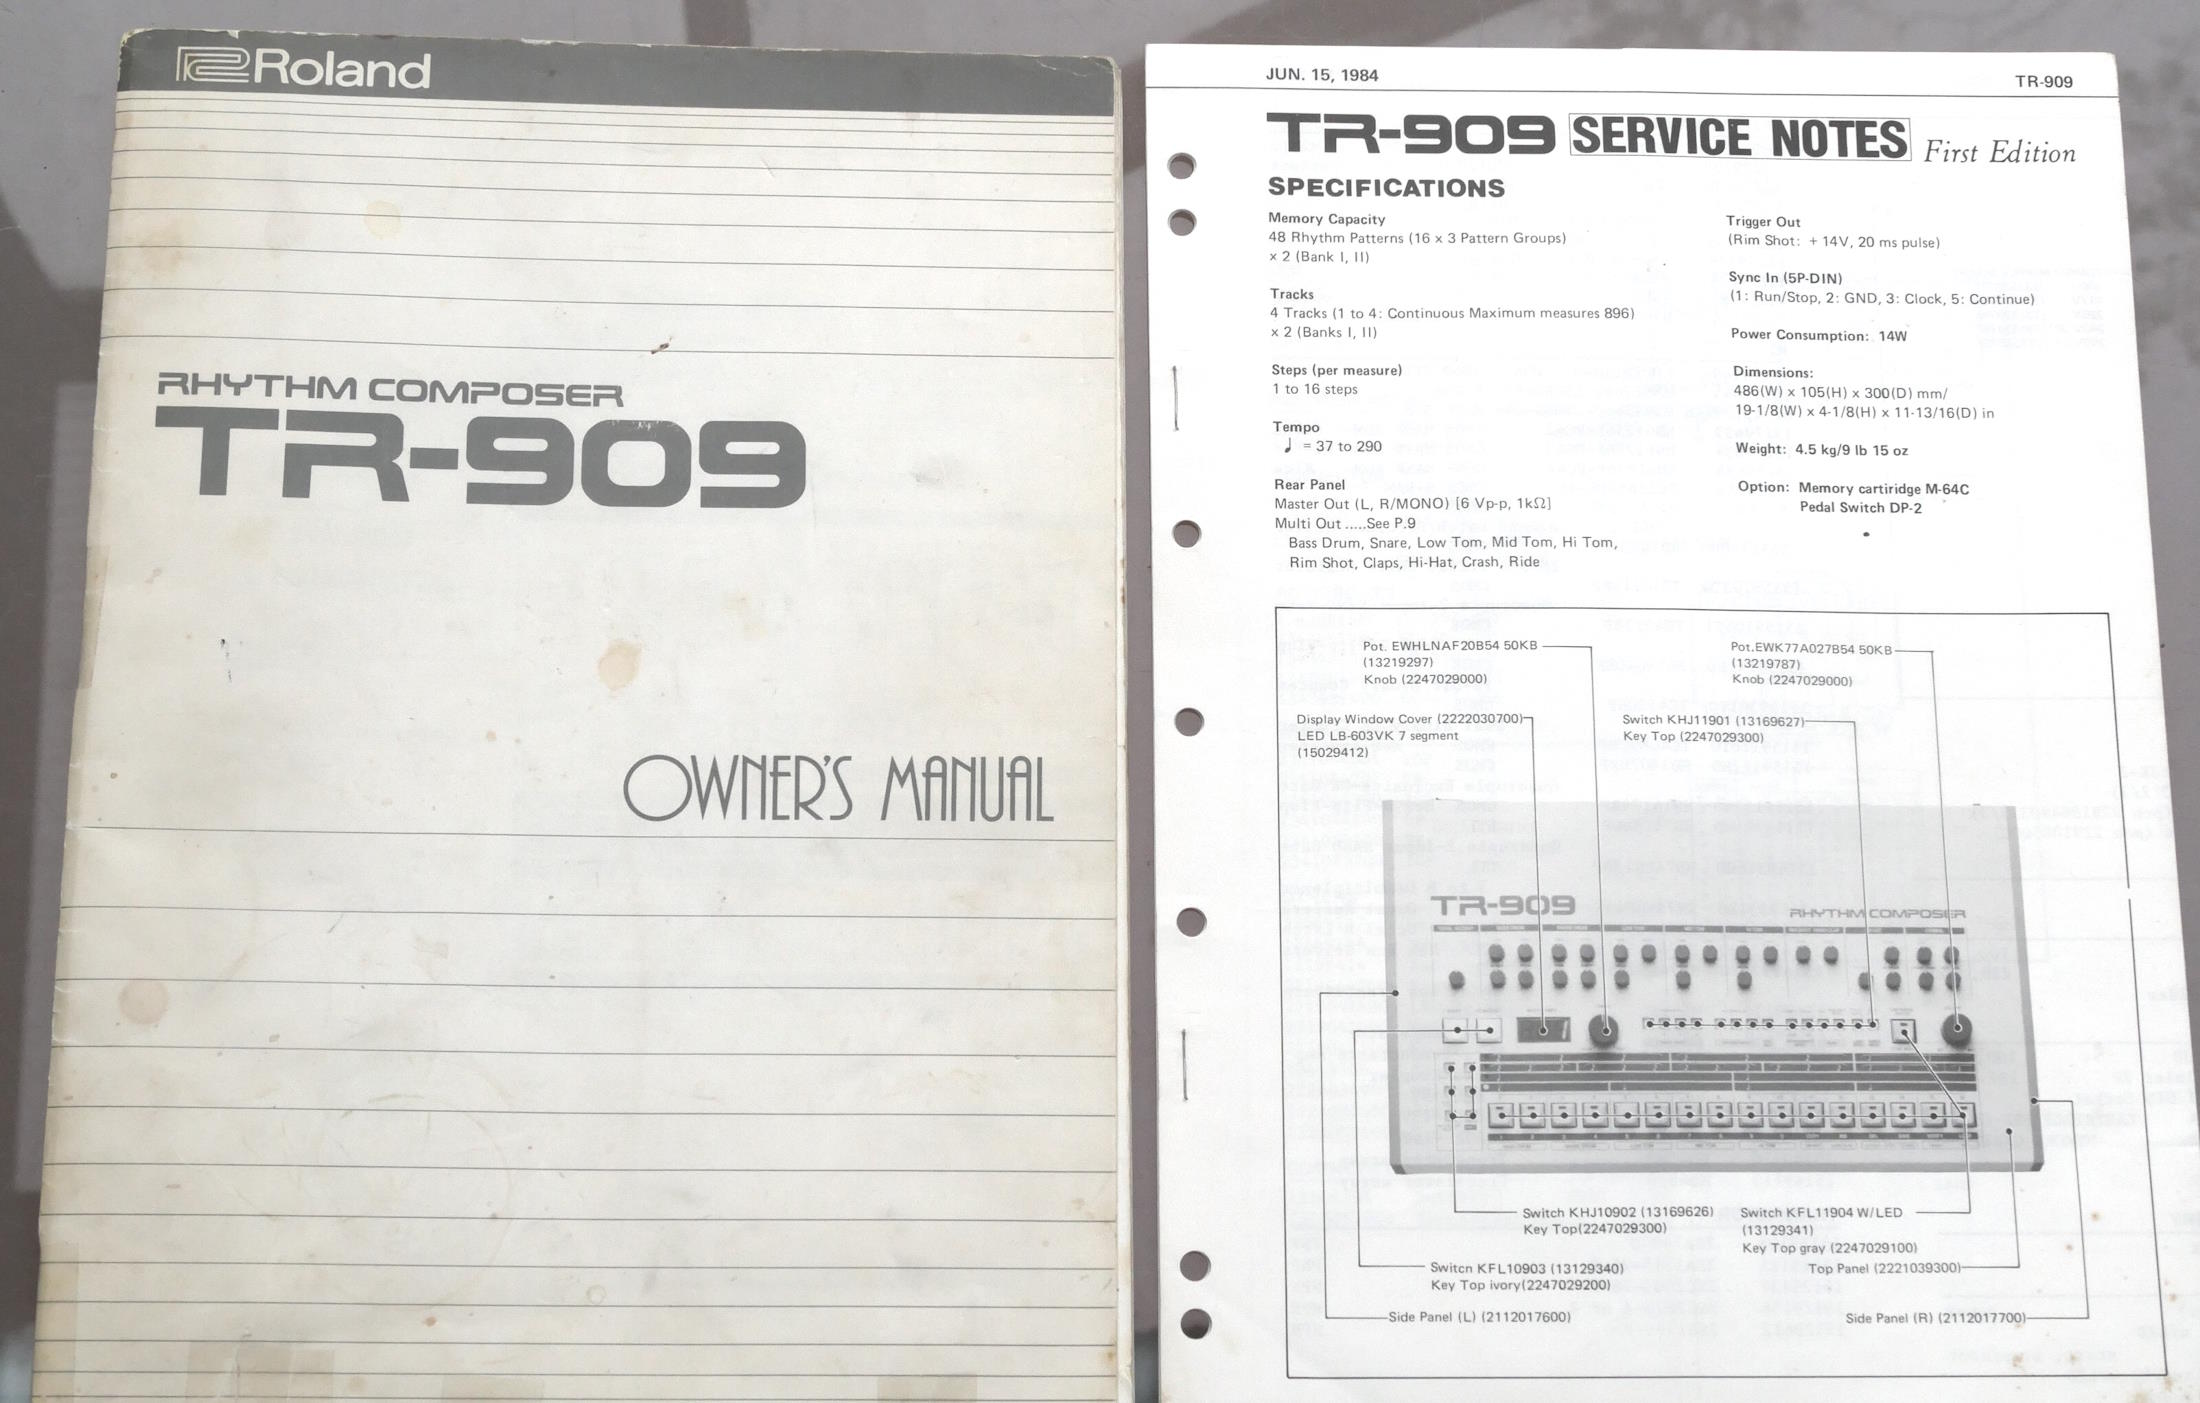 Roland
RHYTHM COMPOSER
TR-909
OWNER'S MANUAL
JUN. 15, 1984
TR-909
TR-909 SERVICE NOTES First Edition
SPECIFICATIONS
Memory Capacity
48 Rhythm Patterns (16 x 3 Pattern Groups)
x 2 (Bank I, II)
Tracks
4 Tracks (1 to 4: Continuous Maximum measures 896)
x 2 (Banks I, II)
Steps (per measure)
1 to 16 steps
Tempo
♩ = 37 to 290
Rear Panel
Master Out (L, R/MONO) [6 Vp-p, 1kΩ]
Multi Out .....See P.9
Bass Drum, Snare, Low Tom, Mid Tom, Hi Tom,
Rim Shot, Claps, Hi-Hat, Crash, Ride
Trigger Out
(Rim Shot: + 14V, 20 ms pulse)
Sync In (5P-DIN)
(1: Run/Stop, 2: GND, 3: Clock, 5: Continue)
Power Consumption: 14W
Dimensions:
486(W) x 105(H) x 300(D) mm/
19-1/8(W) x 4-1/8(H) x 11-13/16(D) in
Weight: 4.5 kg/9 lb 15 oz
Option: Memory cartiridge M-64C
Pedal Switch DP-2
Pot. EWHLNAF20B54 50KB
(13219297)
Knob (2247029000)
Pot.EWK77A027B54 50KB
(13219787)
Knob (2247029000)
Display Window Cover (2222030700)
LED LB-603VK 7 segment
(15029412)
Switch KHJ11901 (13169627)
Key Top (2247029300)
TR-909
RHYTHM COMPOSER
Switch KHJ10902 (13169626)
Key Top(2247029300)
Switch KFL11904 W/LED
(13129341)
Key Top gray (2247029100)
Switcn KFL10903 (13129340)
Key Top ivory(2247029200)
Top Panel (2221039300)
Side Panel (L) (2112017600)
Side Panel (R) (2112017700)